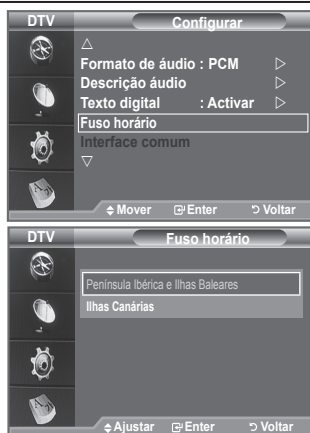 DTV Configurar
Formato de áudio : PCM
Descrição áudio
Texto digital : Activar
Fuso horário
Interface comum
Mover Enter Voltar
DTV Fuso horário
Península Ibérica e Ilhas Baleares
Ilhas Canárias
Ajustar Enter Voltar